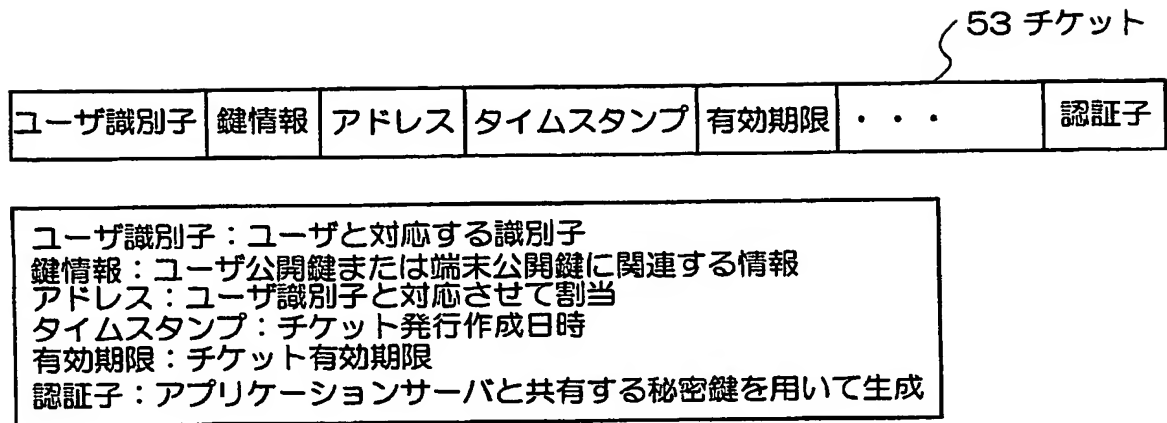 53 チケット
ユーザ識別子 鍵情報 アドレス タイムスタンプ 有効期限 ・・・ 認証子
ユーザ識別子：ユーザと対応する識別子
鍵情報：ユーザ公開鍵または端末公開鍵に関連する情報
アドレス：ユーザ識別子と対応させて割当
タイムスタンプ：チケット発行作成日時
有効期限：チケット有効期限
認証子：アプリケーションサーバと共有する秘密鍵を用いて生成